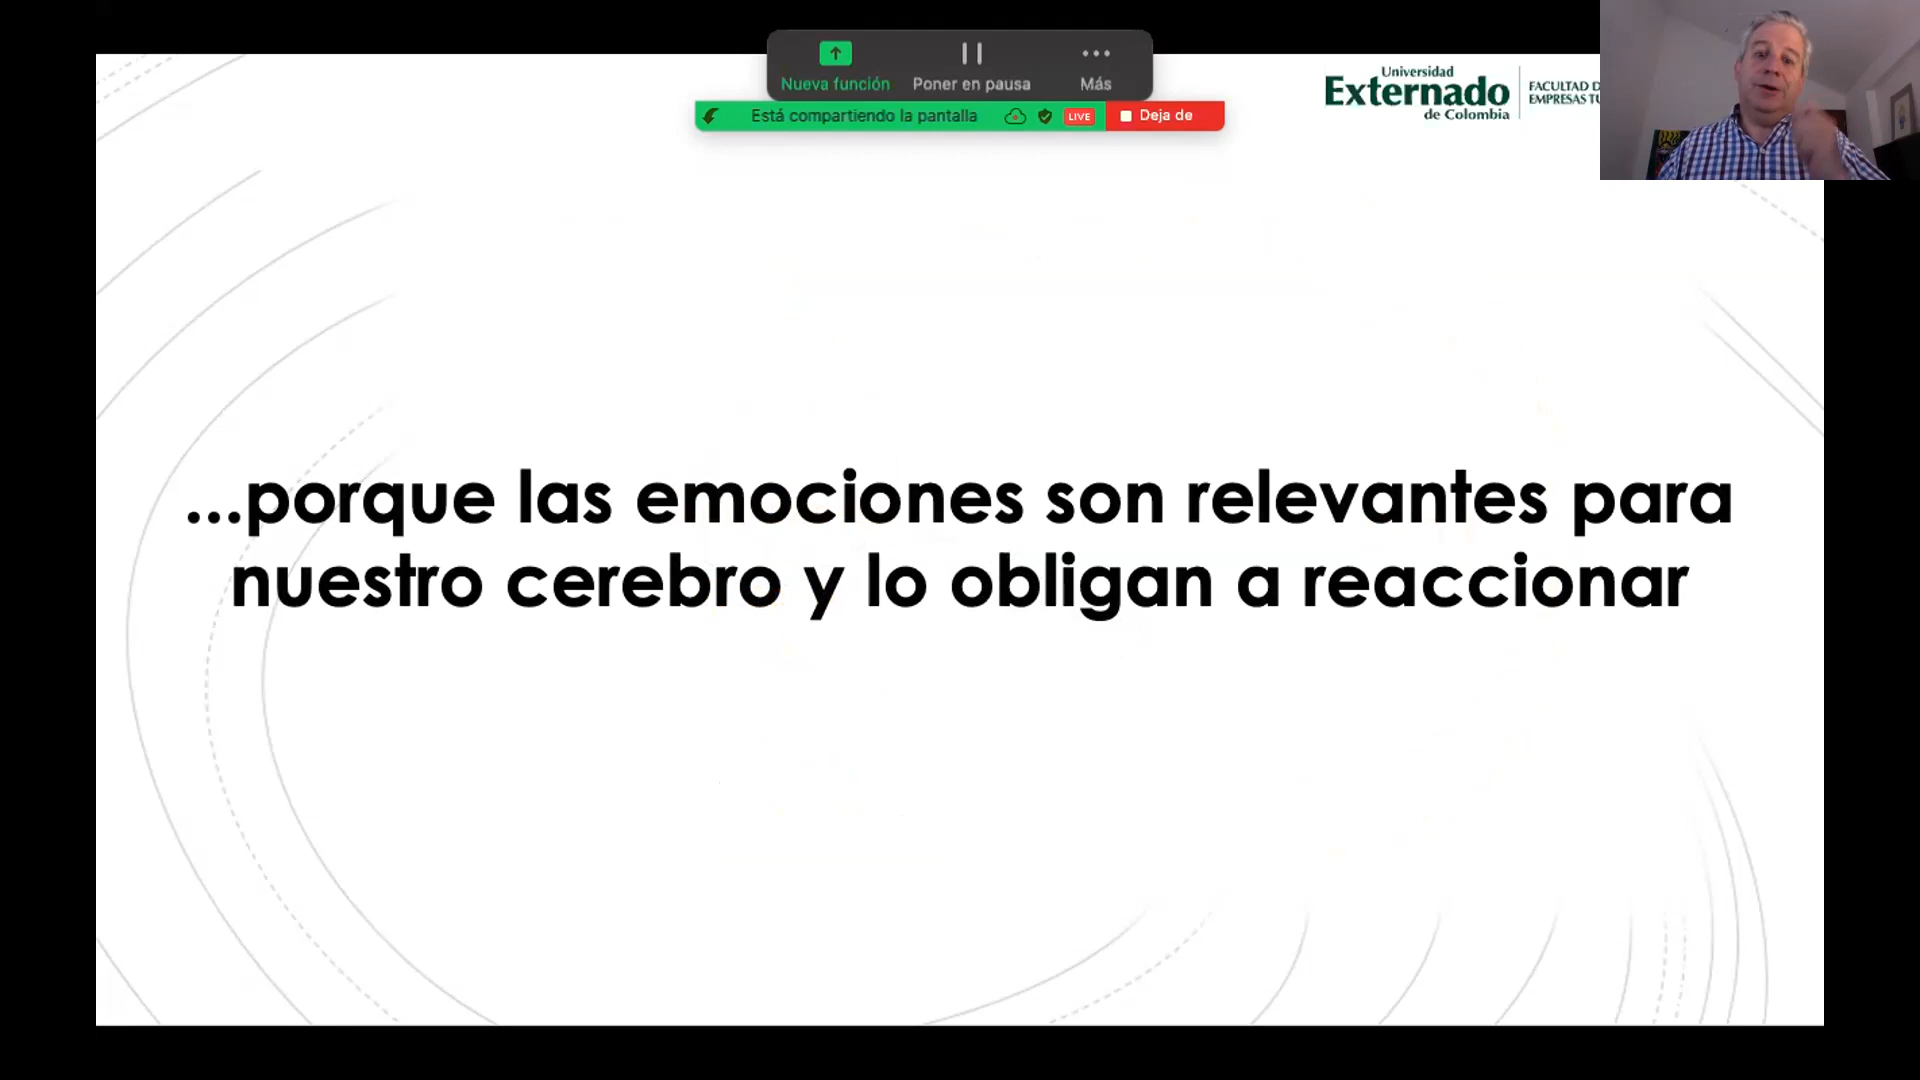 Nueva función
Poner en pausa
Más
Está compartiendo la pantalla
LIVE
Deja de
Universidad
Externado
de Colombia
FACULTAD D
EMPRESAS TU
...porque las emociones son relevantes para
nuestro cerebro y lo obligan a reaccionar